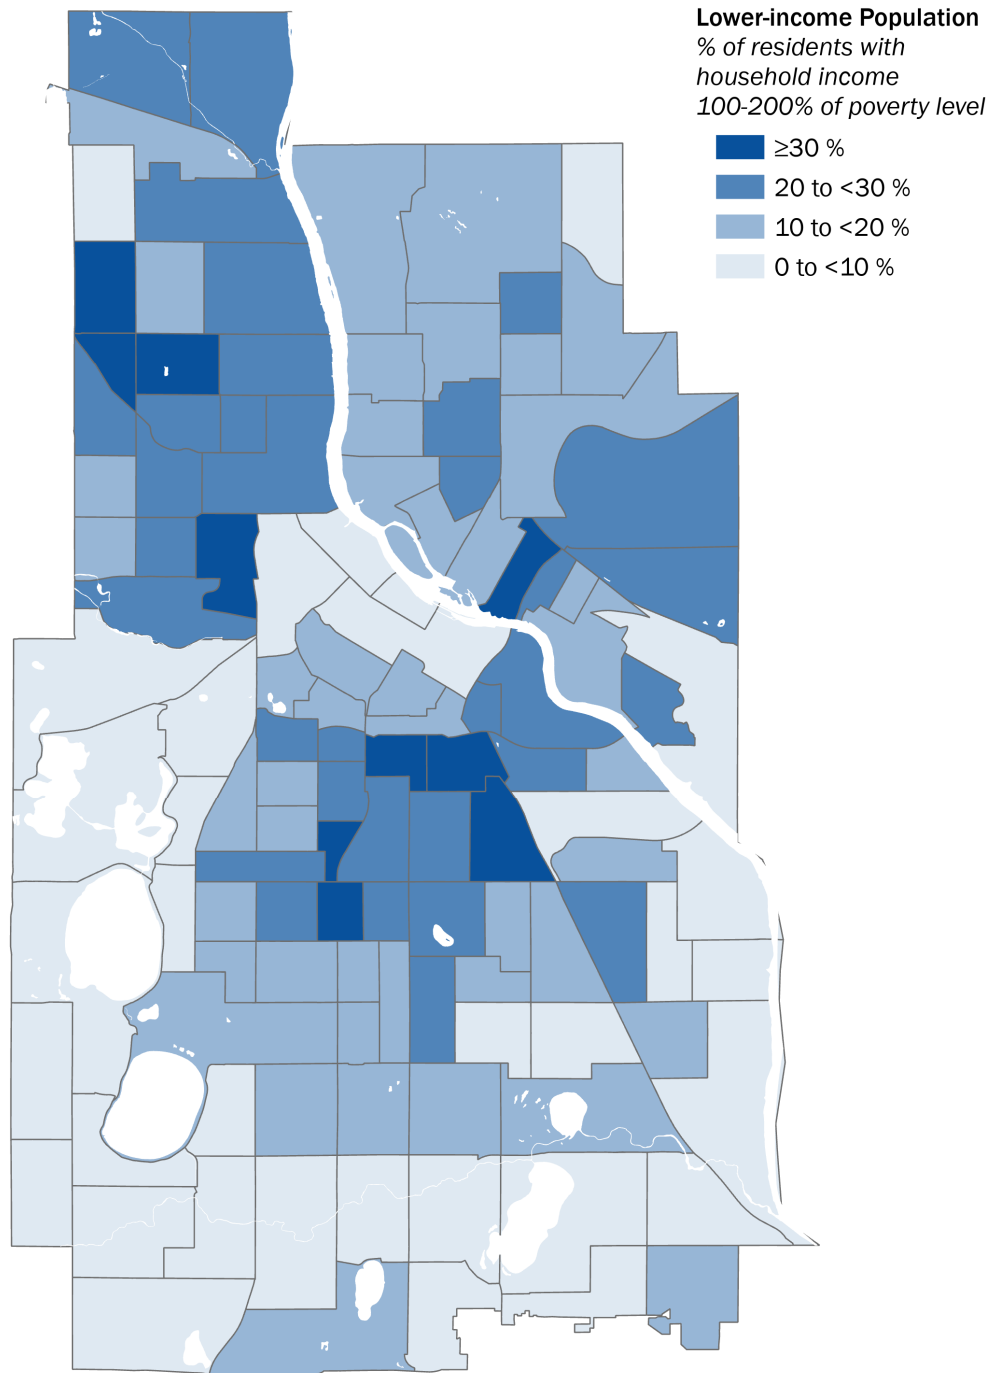 Lower-income Population
% of residents with
household income
100-200% of poverty level
≥30 %
20 to <30 %
10 to <20 %
0 to <10 %